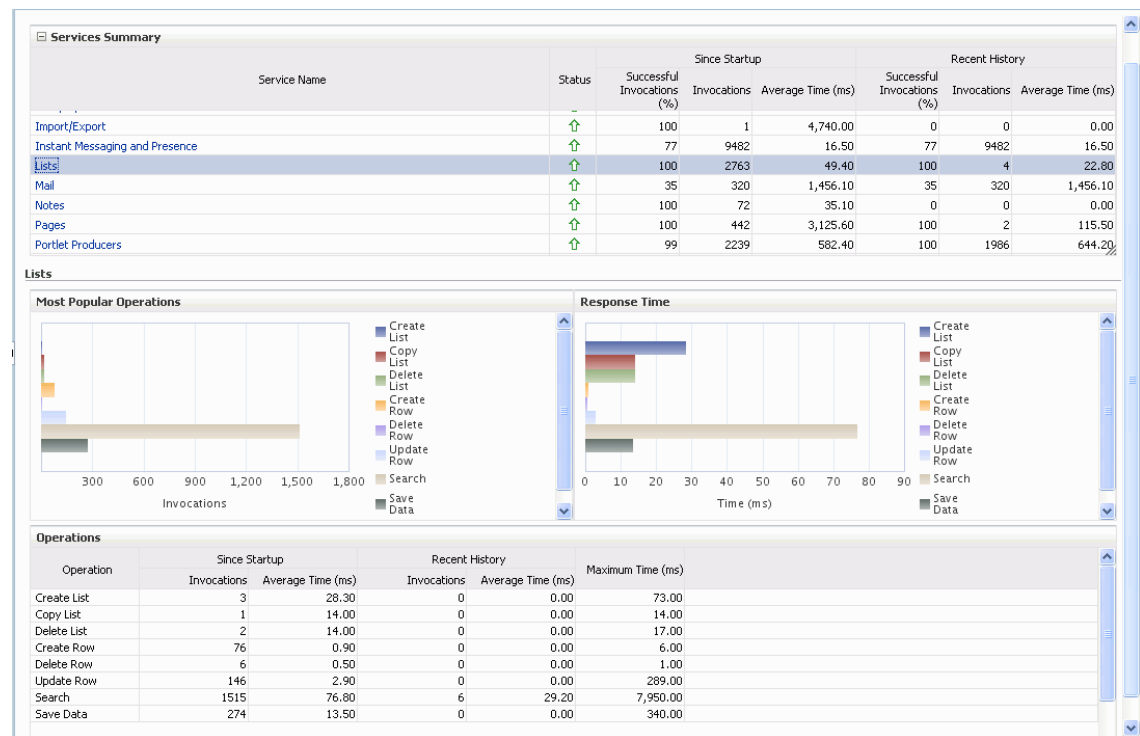 Services Summary
Service Name Status Since Startup Recent History
Successful Invocations (%) Invocations Average Time (ms) Successful Invocations (%) Invocations Average Time (ms)
Import/Export 100 1 4,740.00 0 0 0.00
Instant Messaging and Presence 77 9482 16.50 77 9482 16.50
Lists 100 2763 49.40 100 4 22.80
Mail 35 320 1,456.10 35 320 1,456.10
Notes 100 72 35.10 0 0 0.00
Pages 100 442 3,125.60 100 2 115.50
Portlet Producers 99 2239 582.40 100 1986 644.20
Lists
Most Popular Operations
Create
List
Copy
List
Delete
List
Create
Row
Delete
Row
Update
Row
Search
Save
Data
300 600 900 1,200 1,500 1,800
Invocations
Response Time
Create
List
Copy
List
Delete
List
Create
Row
Delete
Row
Update
Row
Search
Save
Data
0 10 20 30 40 50 60 70 80 90
Time (ms)
Operations
Operation Since Startup Recent History Maximum Time (ms)
Invocations Average Time (ms) Invocations Average Time (ms)
Create List 3 28.30 0 0.00 73.00
Copy List 1 14.00 0 0.00 14.00
Delete List 2 14.00 0 0.00 17.00
Create Row 76 0.90 0 0.00 6.00
Delete Row 6 0.50 0 0.00 1.00
Update Row 146 2.90 0 0.00 289.00
Search 1515 76.80 6 29.20 7,950.00
Save Data 274 13.50 0 0.00 340.00